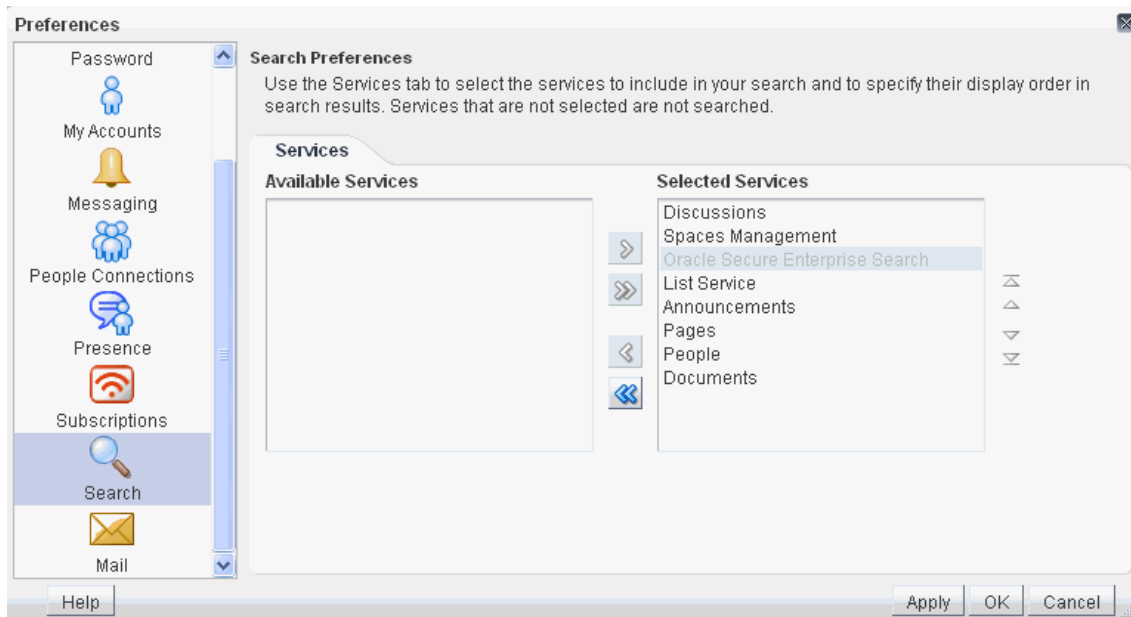 Preferences
Password
My Accounts
Messaging
People Connections
Presence
Subscriptions
Search
Mail
Search Preferences
Use the Services tab to select the services to include in your search and to specify their display order in
search results. Services that are not selected are not searched.
Services
Available Services
Selected Services
Discussions
Spaces Management
Oracle Secure Enterprise Search
List Service
Announcements
Pages
People
Documents
Help
Apply
OK
Cancel